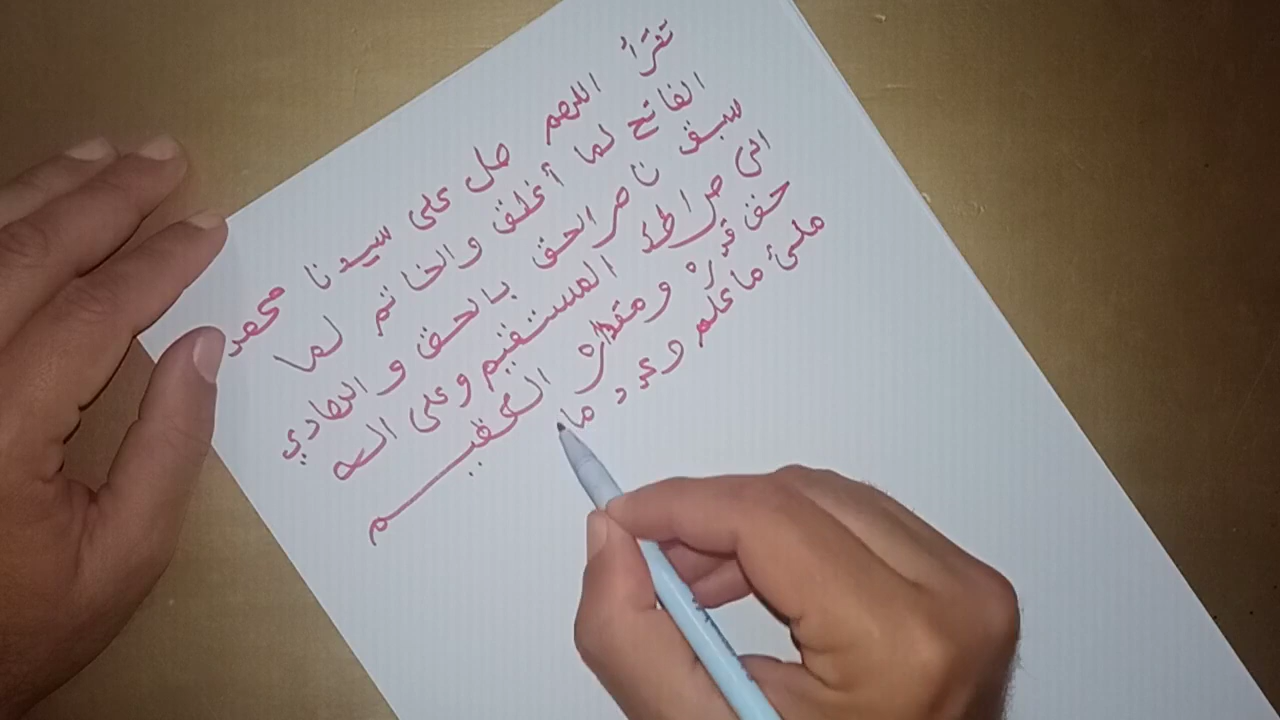 تَقْرَأُ اللهم صل على سيدنا محمد
الفاتح لما أغلق والخاتم لما
سبق ناصر الحق بالحق والهادي
الى صراطك المستقيم وعلى اله
حق قدره ومقداره العظيم
ملئ ما علم وعدد ما